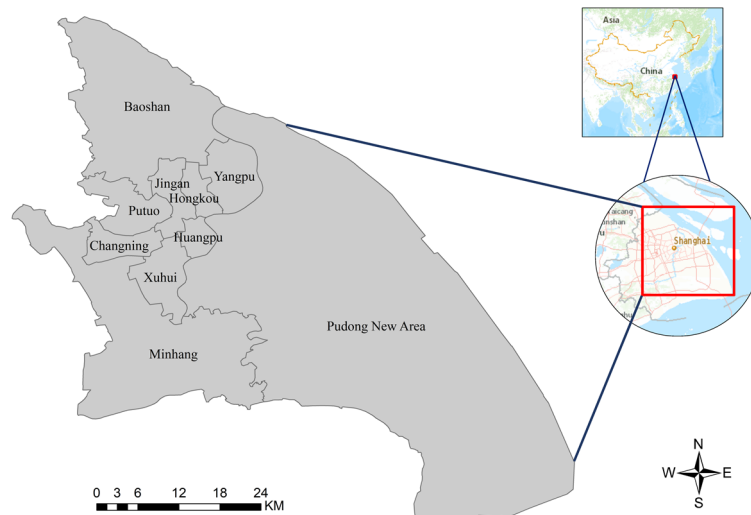 Asia
China
Baoshan
Yangpu
Jingan
Hongkou
Putuo
Huangpu
Changning
Xuhui
Pudong New Area
Minhang
aicang
Shanghai
N
W E
S
0 3 6 12 18 24
KM